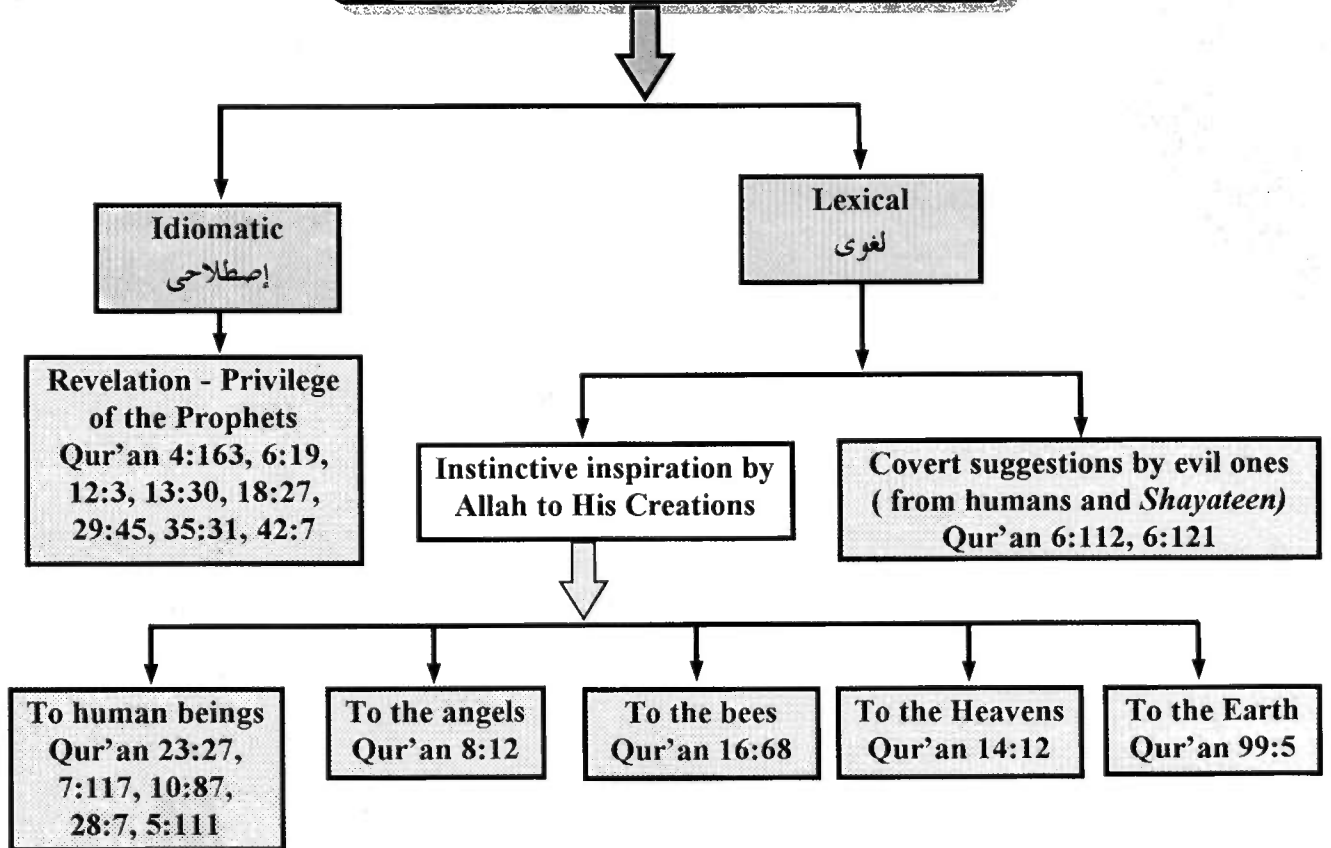 Idiomatic
إصطلاحى
Lexical
لغوى
Revelation - Privilege
of the Prophets
Qur'an 4:163, 6:19,
12:3, 13:30, 18:27,
29:45, 35:31, 42:7
Instinctive inspiration by
Allah to His Creations
Covert suggestions by evil ones
( from humans and Shayateen)
Qur'an 6:112, 6:121
To human beings
Qur'an 23:27,
7:117, 10:87,
28:7, 5:111
To the angels
Qur'an 8:12
To the bees
Qur'an 16:68
To the Heavens
Qur'an 14:12
To the Earth
Qur'an 99:5